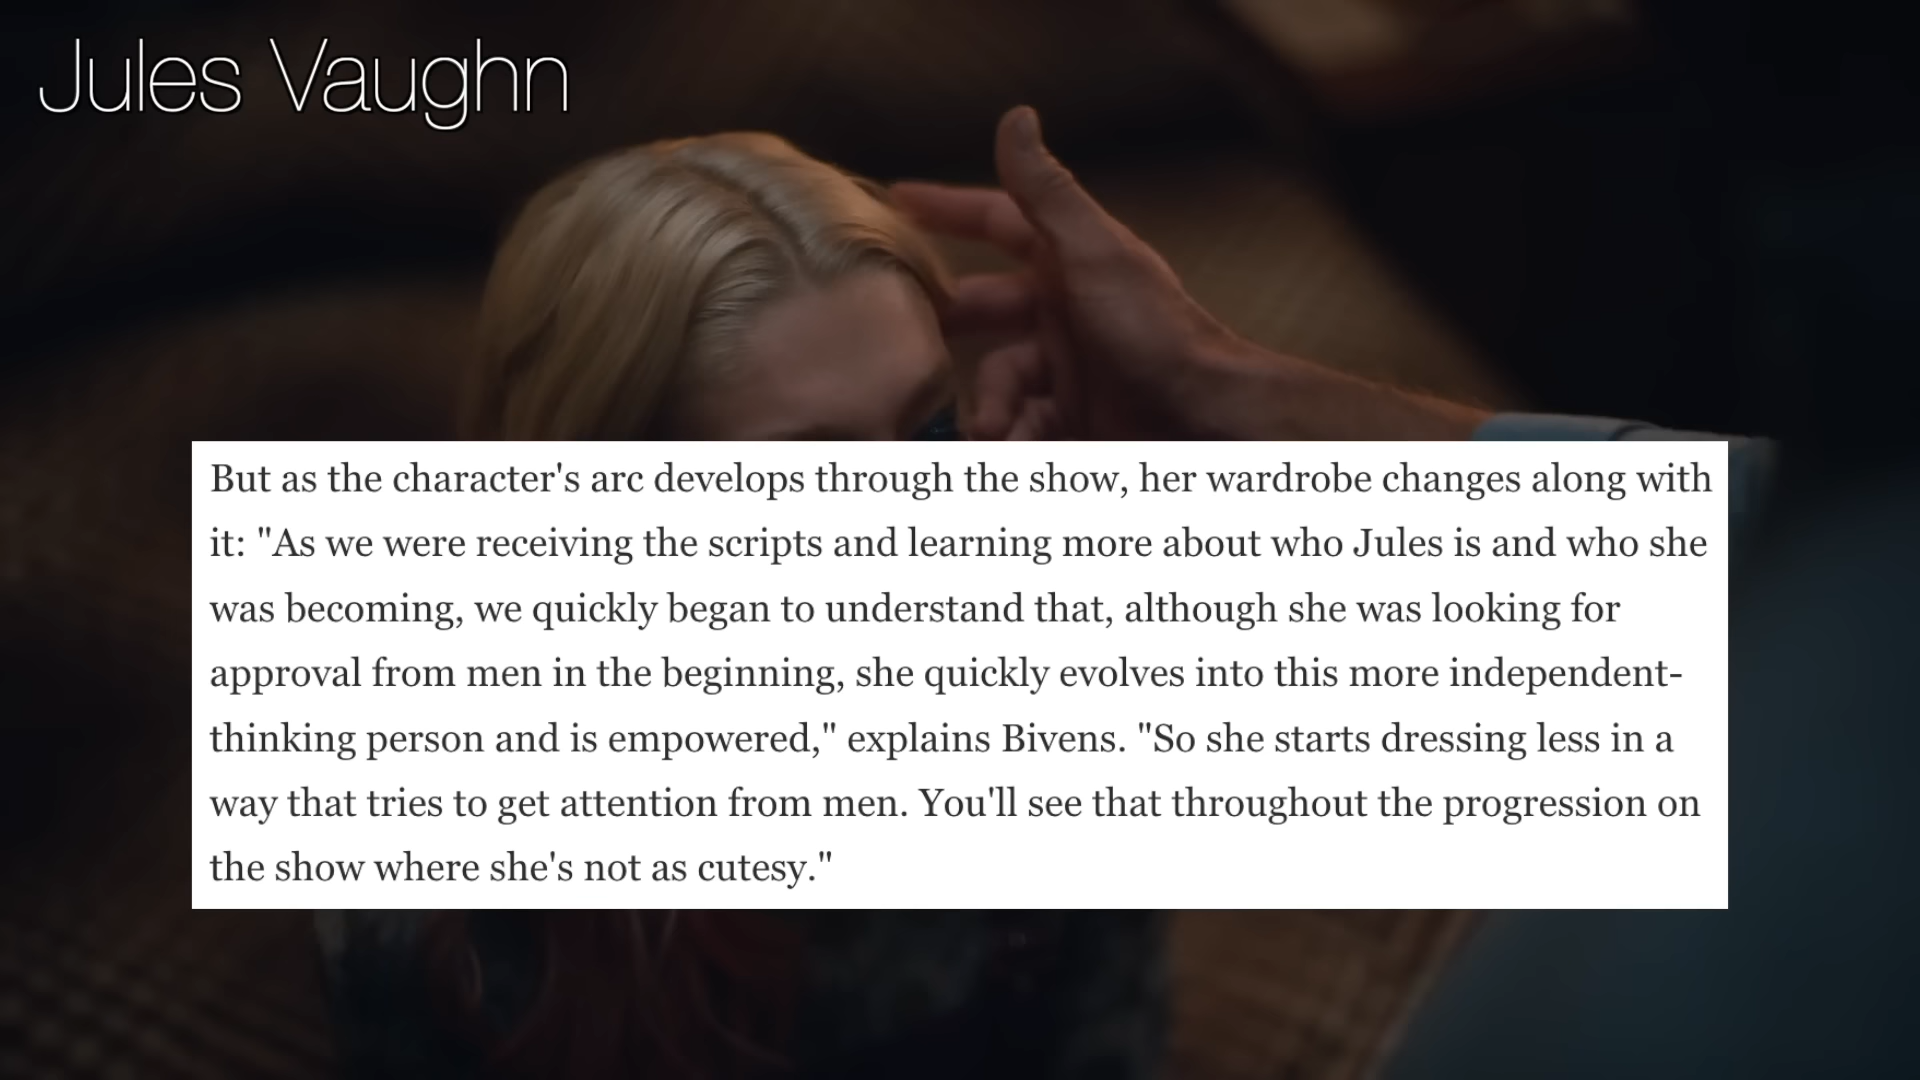 Jules Vaughn
But as the character's arc develops through the show, her wardrobe changes along with
it: "As we were receiving the scripts and learning more about who Jules is and who she
was becoming, we quickly began to understand that, although she was looking for
approval from men in the beginning, she quickly evolves into this more independent-
thinking person and is empowered," explains Bivens. "So she starts dressing less in a
way that tries to get attention from men. You'll see that throughout the progression on
the show where she's not as cutesy."